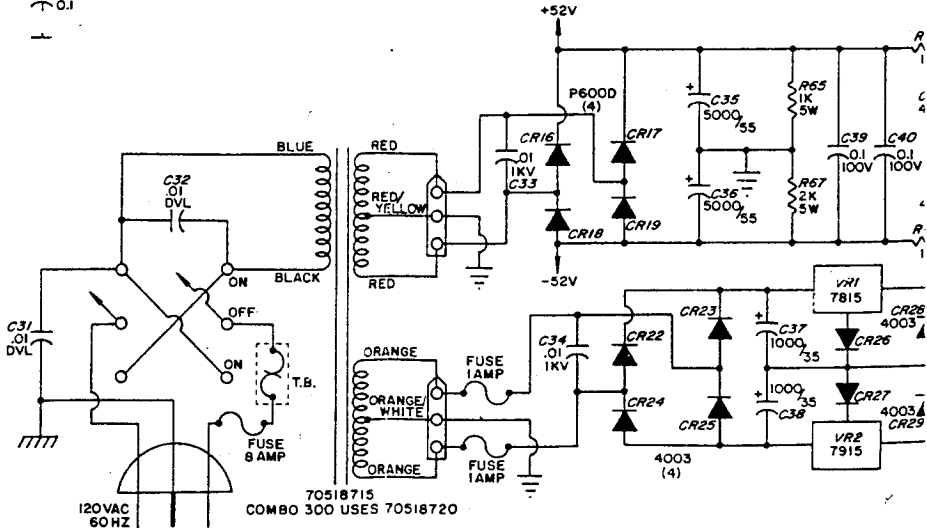 0.1
+52V
P600D
(4)
CR16
CR17
.01
1KV
C33
CR18
CR19
-52V
C35
5000/55
C36
5000/55
R65
1K
5W
R67
2K
5W
C39
0.1
100V
C40
0.1
100V
BLUE
C32
.01
DVL
BLACK
RED
RED/
YELLOW
RED
ON
OFF
ON
C31
.01
DVL
T.B.
FUSE
8 AMP
120VAC
60HZ
ORANGE
ORANGE/
WHITE
ORANGE
FUSE
1AMP
FUSE
1AMP
70518715
COMBO 300 USES 70518720
C34
.01
1KV
CR22
CR23
CR24
CR25
4003
(4)
C37
1000/35
1000/35
C38
VR1
7815
CR26
CR27
VR2
7915
4003
4003
CR29